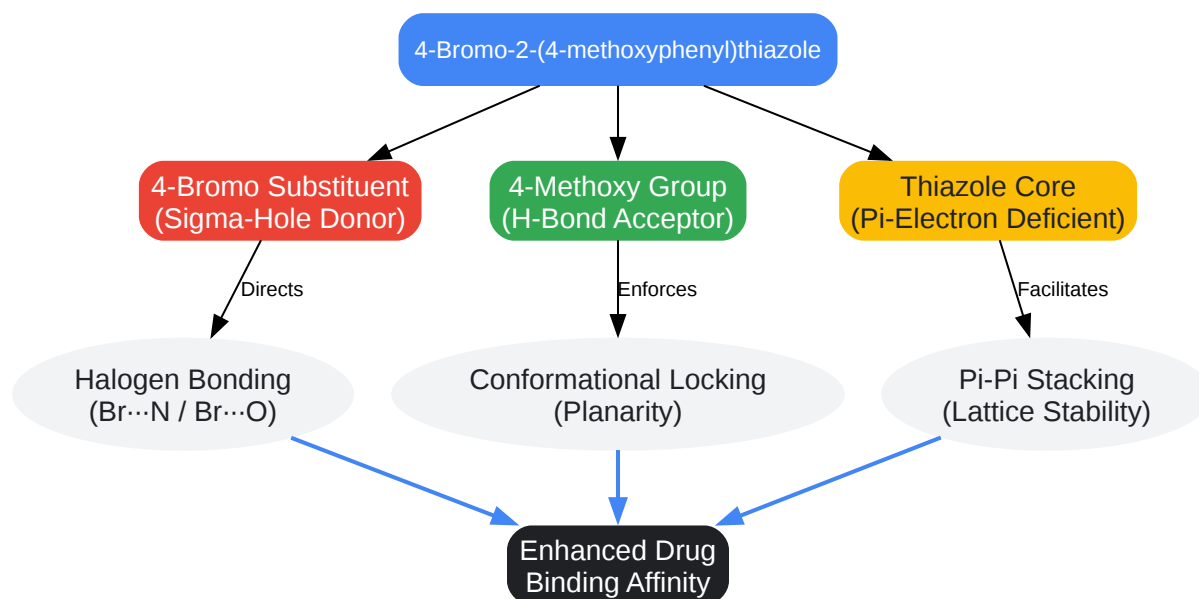 4-Bromo-2-(4-methoxyphenyl)thiazole
4-Bromo Substituent
(Sigma-Hole Donor)
4-Methoxy Group
(H-Bond Acceptor)
Thiazole Core
(Pi-Electron Deficient)
Directs
Enforces
Facilitates
Halogen Bonding
(Br···N / Br···O)
Conformational Locking
(Planarity)
Pi-Pi Stacking
(Lattice Stability)
Enhanced Drug
Binding Affinity